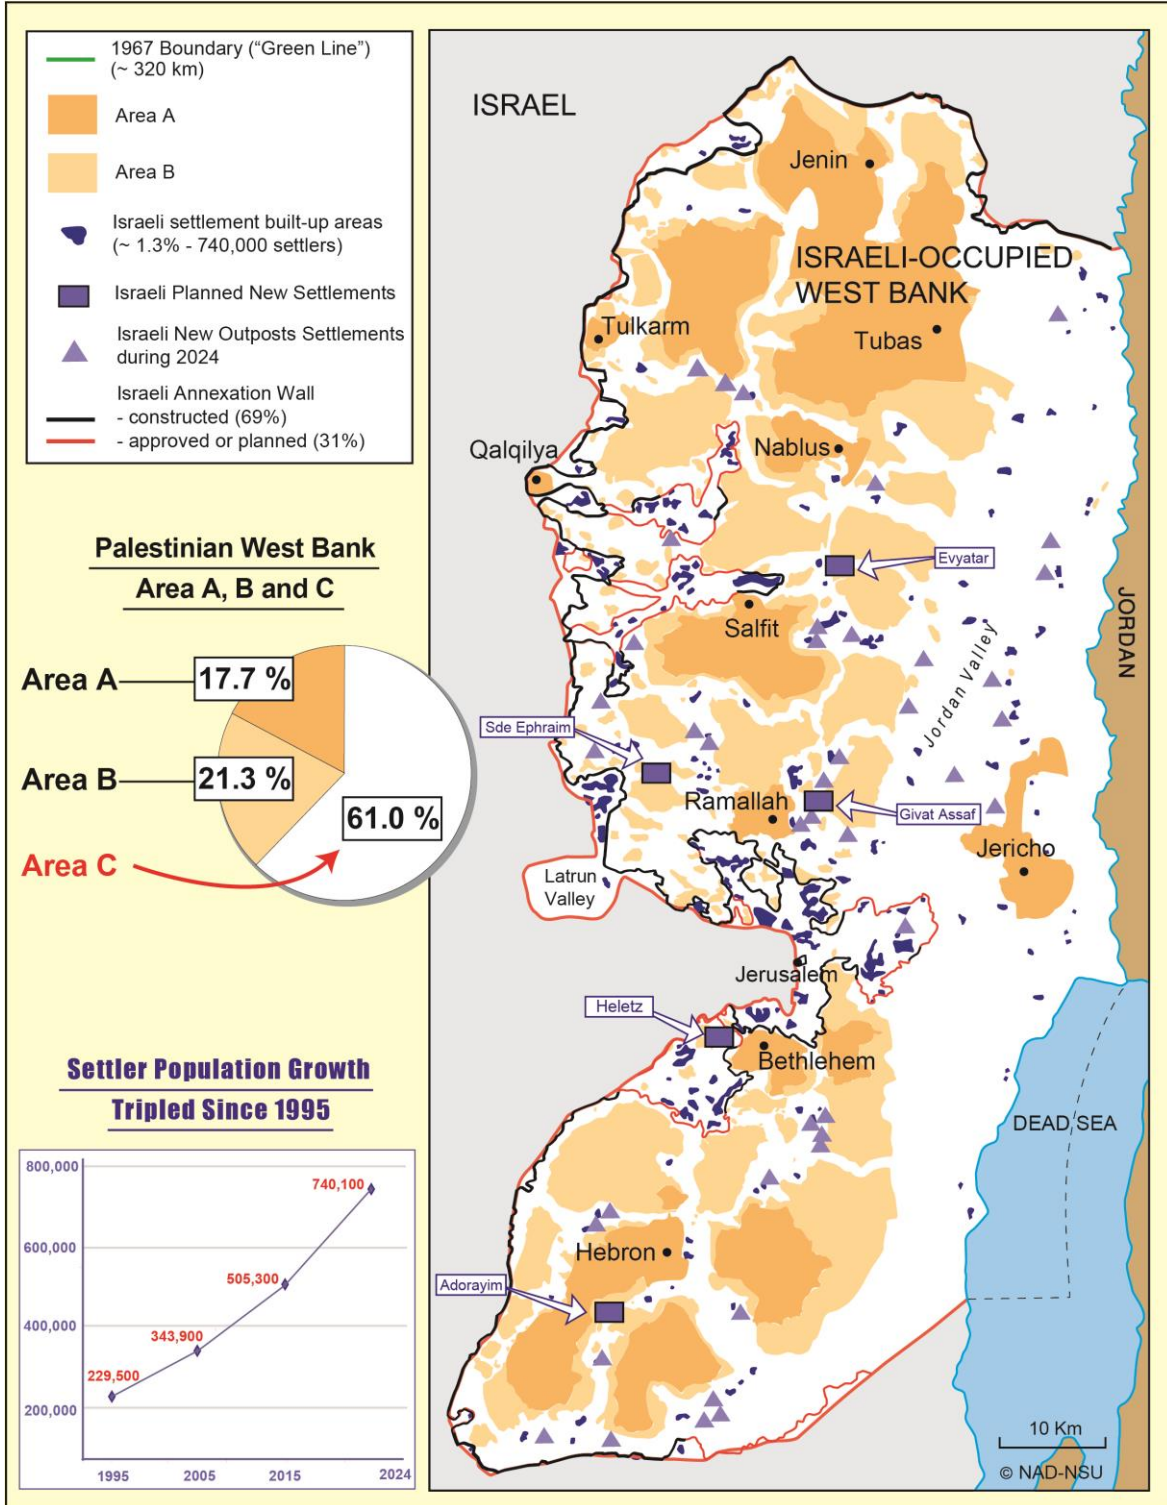 1967 Boundary (“Green Line”)
(~ 320 km)
Area A
Area B
Israeli settlement built-up areas
(~ 1.3% - 740,000 settlers)
Israeli Planned New Settlements
Israeli New Outposts Settlements
during 2024
Israeli Annexation Wall
- constructed (69%)
- approved or planned (31%)
Palestinian West Bank
Area A, B and C
Area A
17.7 %
Area B
21.3 %
61.0 %
Area C
Settler Population Growth
Tripled Since 1995
800,000
600,000
400,000
200,000
229,500
343,900
505,300
740,100
1995
2005
2015
2024
ISRAEL
Jenin
ISRAELI-OCCUPIED
WEST BANK
Tulkarm
Tubas
Qalqilya
Nablus
Evyatar
Salfit
JORDAN
Jordan Valley
Sde Ephraim
Ramallah
Givat Assaf
Jericho
Latrun
Valley
Jerusalem
Heletz
Bethlehem
DEAD SEA
Hebron
Adorayim
10 Km
© NAD-NSU